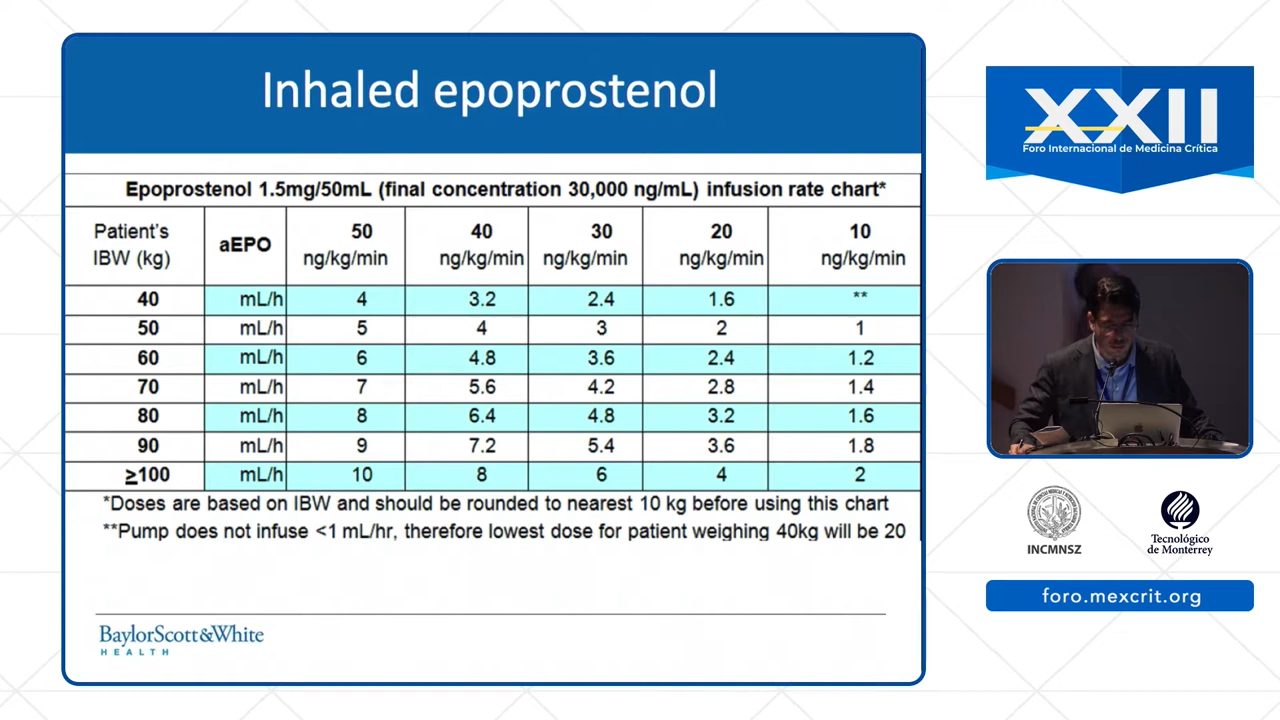 Inhaled epoprostenol
Epoprostenol 1.5mg/50mL (final concentration 30,000 ng/mL) infusion rate chart*
Patient's IBW (kg) aEPO 50 ng/kg/min 40 ng/kg/min 30 ng/kg/min 20 ng/kg/min 10 ng/kg/min
40 mL/h 4 3.2 2.4 1.6 **
50 mL/h 5 4 3 2 1
60 mL/h 6 4.8 3.6 2.4 1.2
70 mL/h 7 5.6 4.2 2.8 1.4
80 mL/h 8 6.4 4.8 3.2 1.6
90 mL/h 9 7.2 5.4 3.6 1.8
≥100 mL/h 10 8 6 4 2
*Doses are based on IBW and should be rounded to nearest 10 kg before using this chart
**Pump does not infuse <1 mL/hr, therefore lowest dose for patient weighing 40kg will be 20
BaylorScott&White
HEALTH
XXII
Foro Internacional de Medicina Crítica
INCMNSZ
Tecnológico
de Monterrey
foro.mexcrit.org